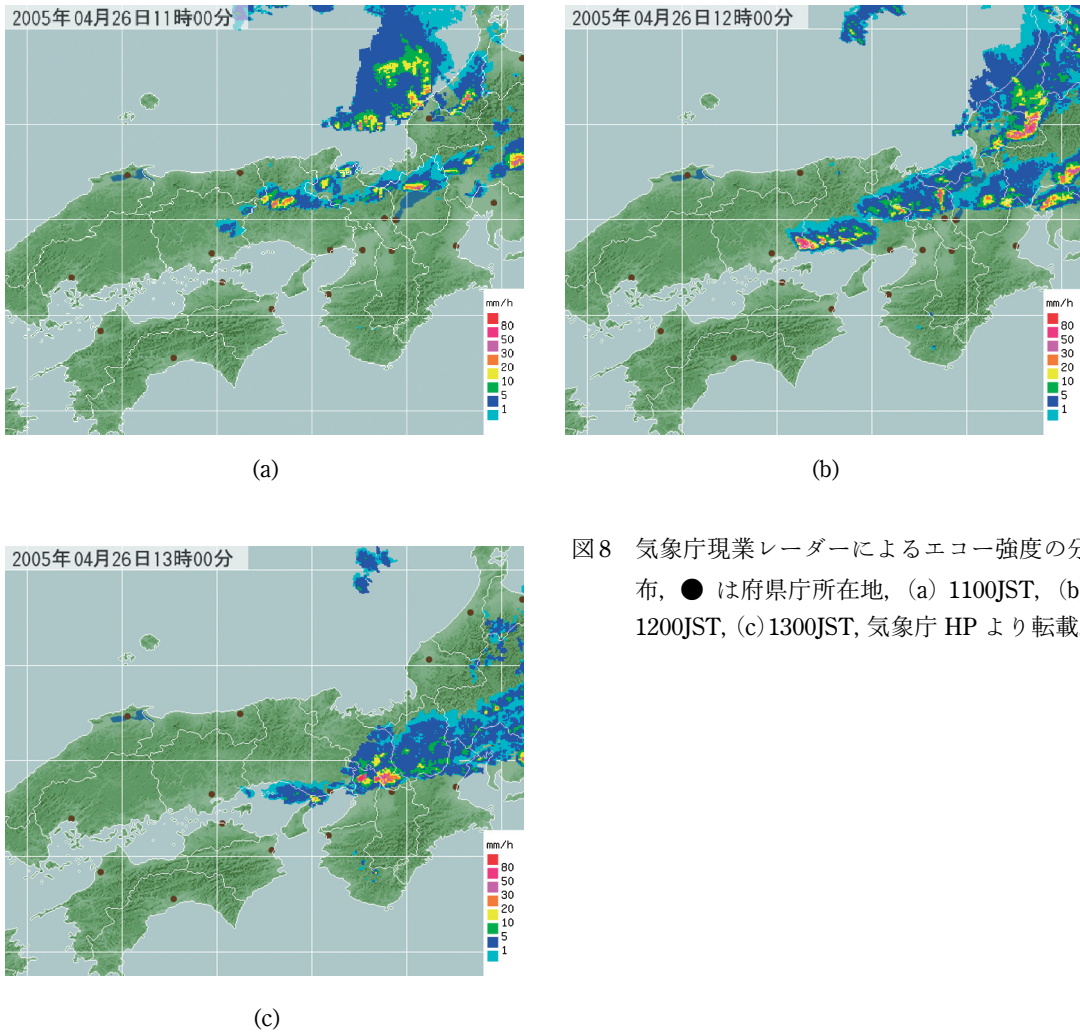 2005年04月26日11時00分
mm/h
80
50
30
20
10
5
1
(a)
2005年04月26日12時00分
mm/h
80
50
30
20
10
5
1
(b)
図8 気象庁現業レーダーによるエコー強度の分
布,● は府県庁所在地,(a) 1100JST, (b
1200JST, (c)1300JST, 気象庁 HP より転載
2005年04月26日13時00分
mm/h
80
50
30
20
10
5
1
(c)